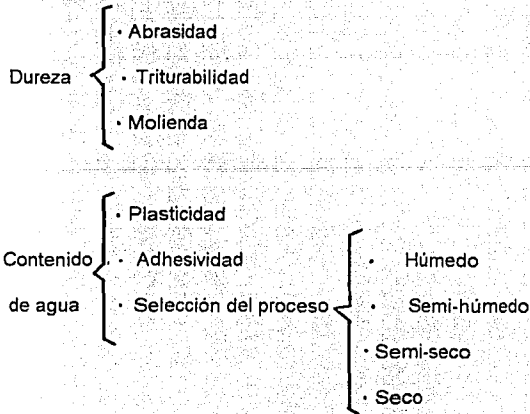 Dureza
· Abrasidad
· Triturabilidad
· Molienda
Contenido
de agua
· Plasticidad
· Adhesividad
· Selección del proceso
· Húmedo
· Semi-húmedo
· Semi-seco
· Seco